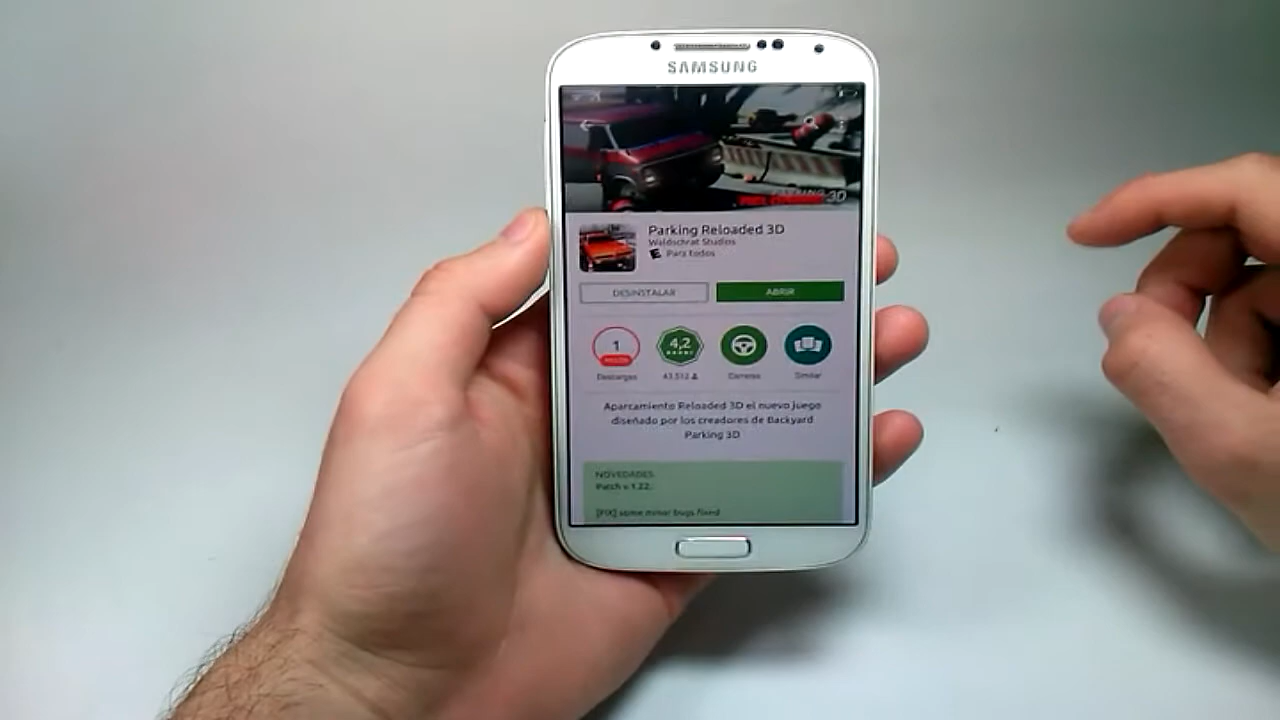 SAMSUNG
3D
Parking Reloaded 3D
Waldschrat Studios
E Para todos
DESINSTALAR
ABRIR
1
4,2
Descargas
43.512
Carreras
Similar
Aparcamiento Reloaded 3D el nuevo juego
diseñado por los creadores de Backyard
Parking 3D
NOVEDADES
Patch v 1.22.
[FIX] some minor bugs fixed